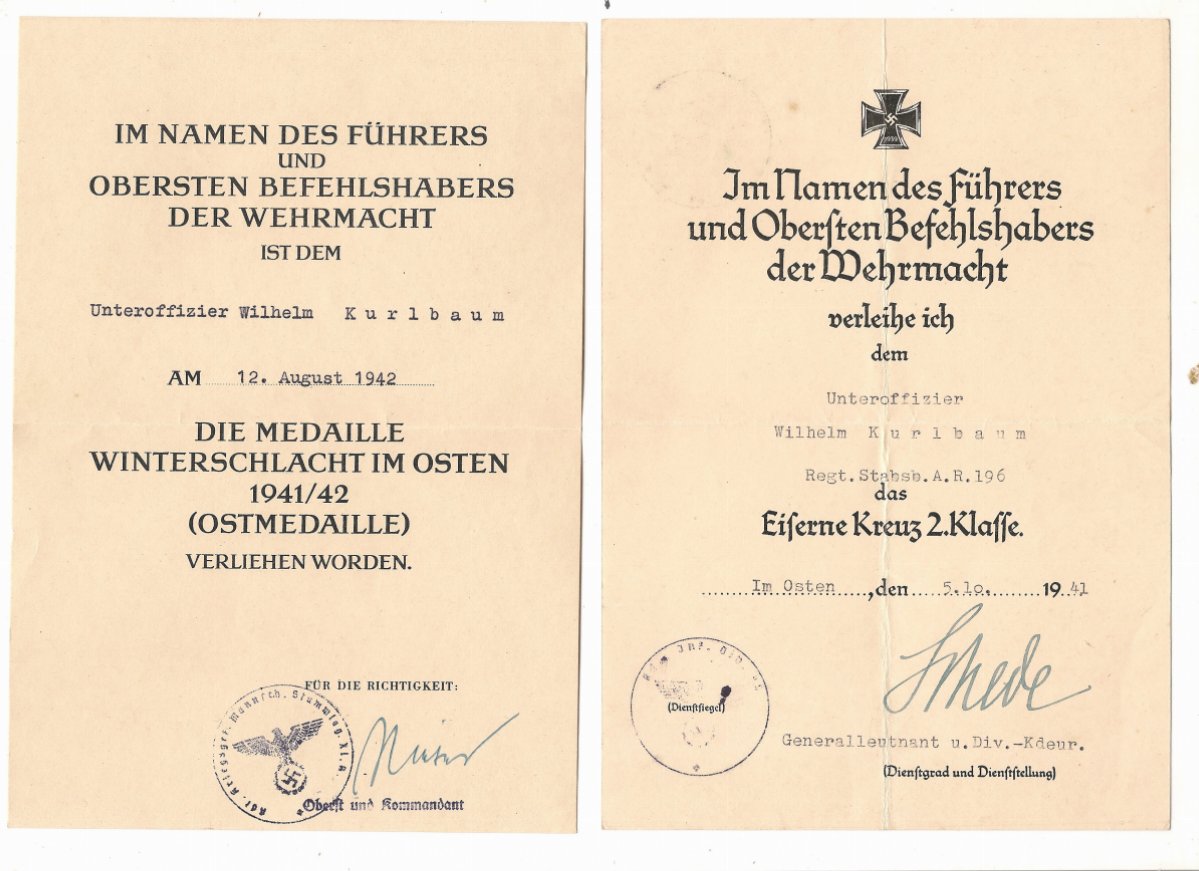 IM NAMEN DES FÜHRERS
UND
OBERSTEN BEFEHLSHABERS
DER WEHRMACHT
IST DEM
Unteroffizier Wilhelm K u r l b a u m
AM 12. August 1942
DIE MEDAILLE
WINTERSCHLACHT IM OSTEN
1941/42
(OSTMEDAILLE)
VERLIEHEN WORDEN.
FÜR DIE RICHTIGKEIT:
Oberst und Kommandant
Im Namen des Führers
und Oberſten Befehlshabers
der Wehrmacht
verleihe ich
dem
Unteroffizier
Wilhelm K u r l b a u m
Regt.Stabsb.A.R.196
das
Eiſerne Kreuz 2.Klaſſe.
Im Osten ,den 5.10. 19 41
(Dienſtſiegel)
Generalleutnant u.Div.-Kdeur.
(Dienſtgrad und Dienſtſtellung)